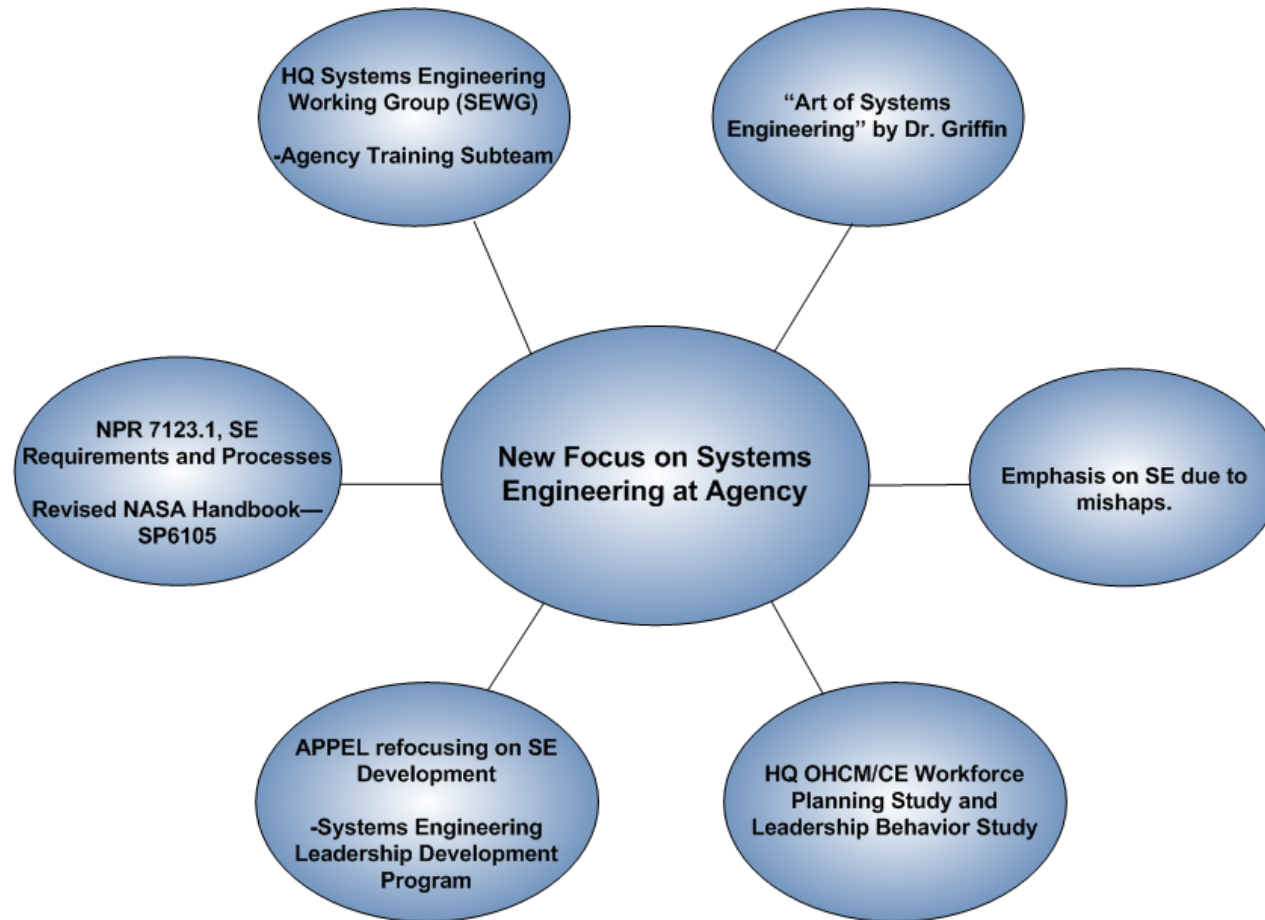 HQ Systems Engineering
Working Group (SEWG)
-Agency Training Subteam
“Art of Systems
Engineering” by Dr. Griffin
NPR 7123.1, SE
Requirements and Processes
Revised NASA Handbook—
SP6105
New Focus on Systems
Engineering at Agency
Emphasis on SE due to
mishaps.
APPEL refocusing on SE
Development
-Systems Engineering
Leadership Development
Program
HQ OHCM/CE Workforce
Planning Study and
Leadership Behavior Study